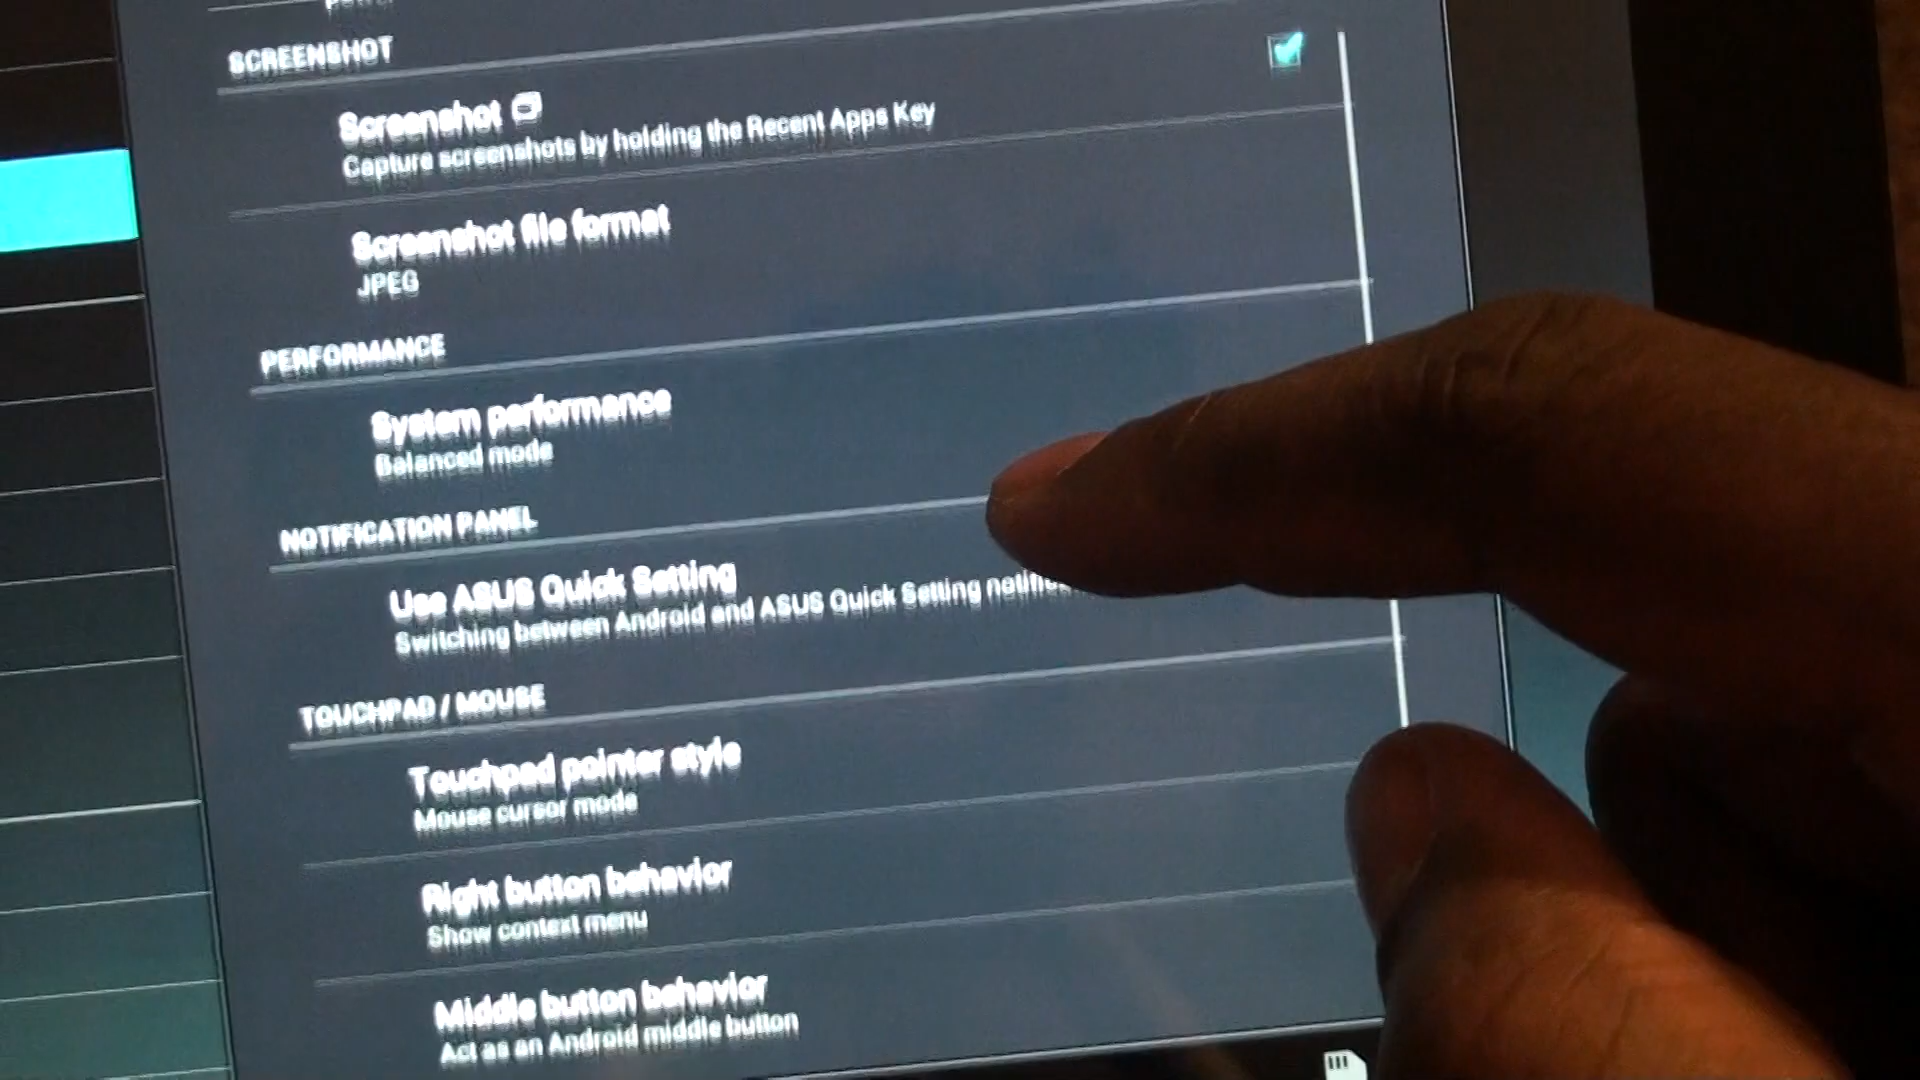 SCREENSHOT
Screenshot
Capture screenshots by holding the Recent Apps Key
Screenshot file format
JPEG
PERFORMANCE
System performance
Balanced mode
NOTIFICATION PANEL
Use ASUS Quick Setting
Switching between Android and ASUS Quick Setting
TOUCHPAD / MOUSE
Touchpad pointer style
Mouse cursor mode
Right button behavior
Show context menu
Middle button behavior
Act as an Android middle button